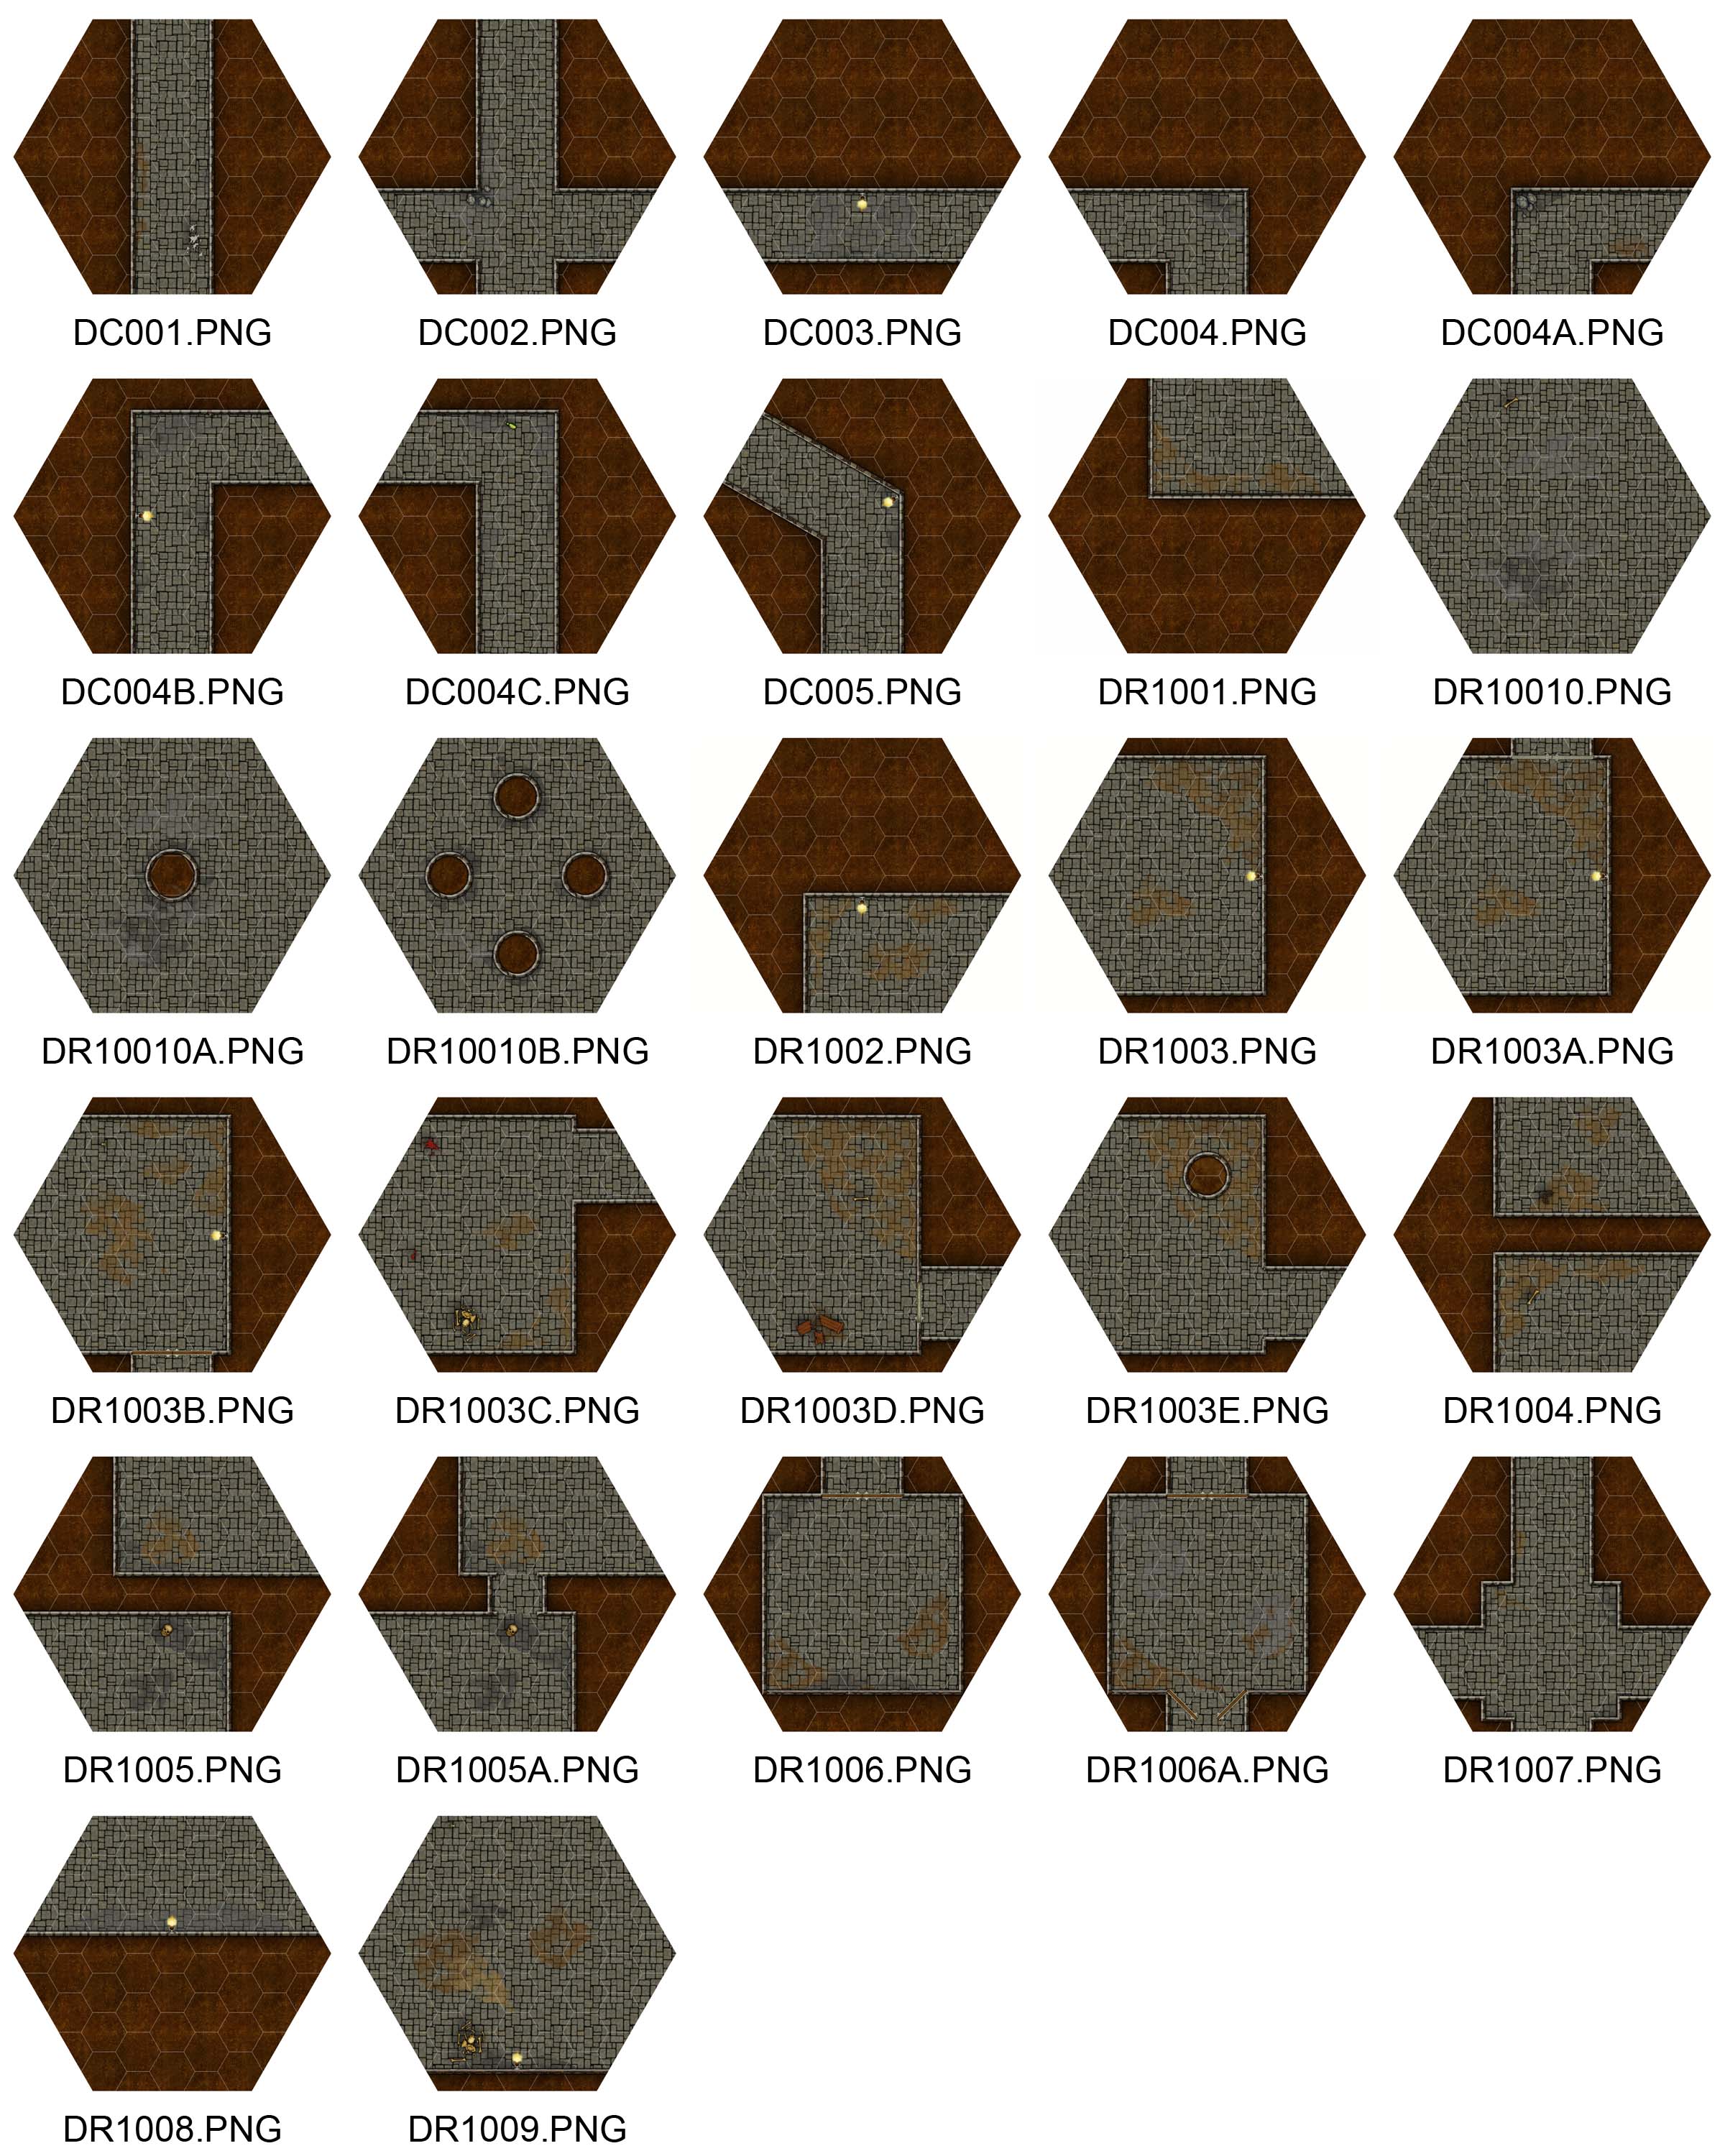 DC001.PNG DC002.PNG DC003.PNG DC004.PNG DC004A.PNG
DC004B.PNG DC004C.PNG DC005.PNG DR1001.PNG DR10010.PNG
DR10010A.PNG DR10010B.PNG DR1002.PNG DR1003.PNG DR1003A.PNG
DR1003B.PNG DR1003C.PNG DR1003D.PNG DR1003E.PNG DR1004.PNG
DR1005.PNG DR1005A.PNG DR1006.PNG DR1006A.PNG DR1007.PNG
DR1008.PNG DR1009.PNG